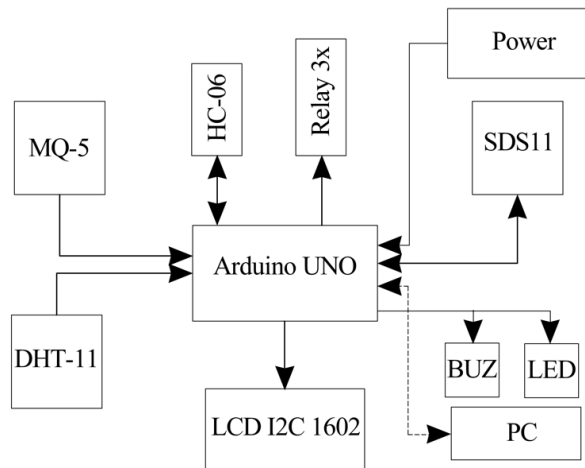 Power
HC-06
Relay 3x
MQ-5
SDS11
Arduino UNO
DHT-11
BUZ
LED
LCD I2C 1602
PC